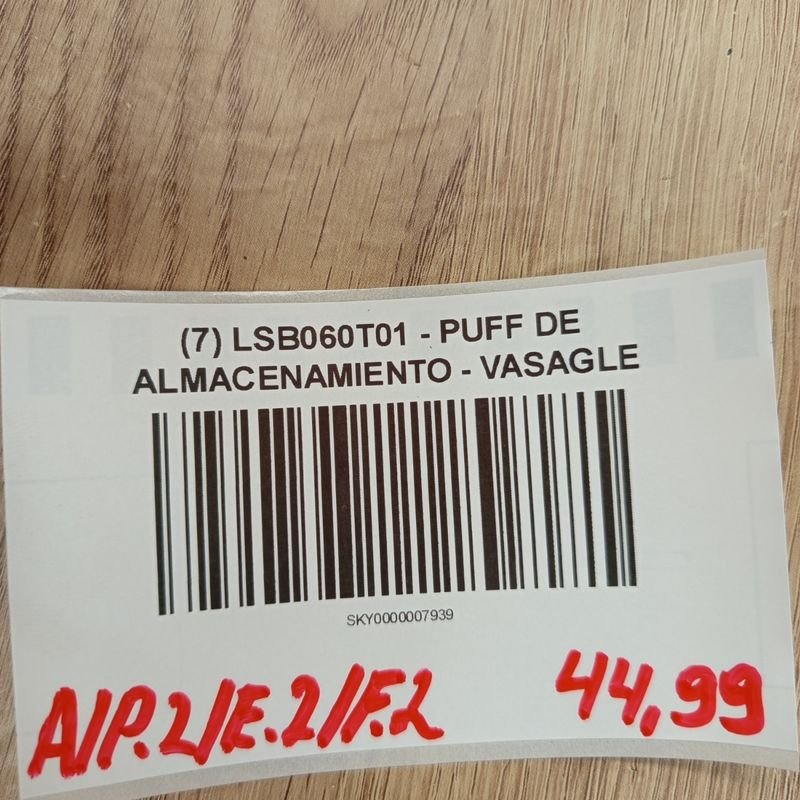 (7) LSB060T01 - PUFF DE
ALMACENAMIENTO - VASAGLE
SKY0000007939
A/P.2/E.2/F.2 44,99